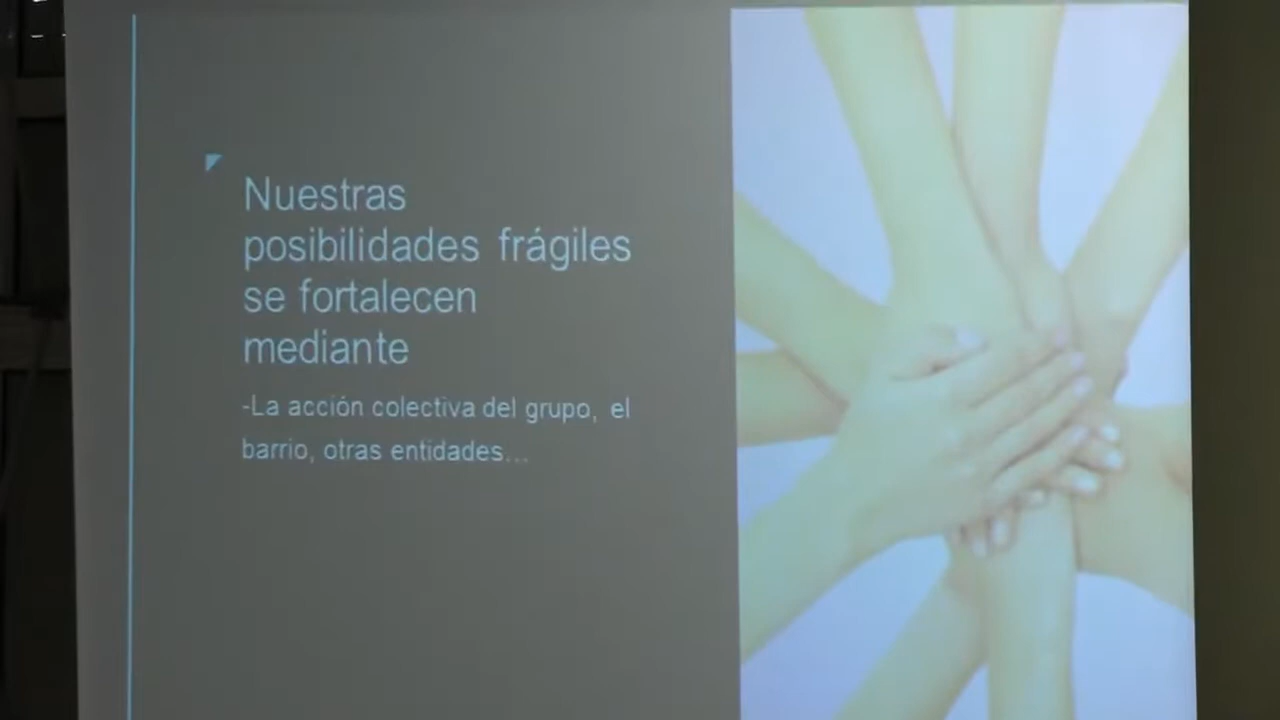 Nuestras
posibilidades frágiles
se fortalecen
mediante
-La acción colectiva del grupo, el
barrio, otras entidades...